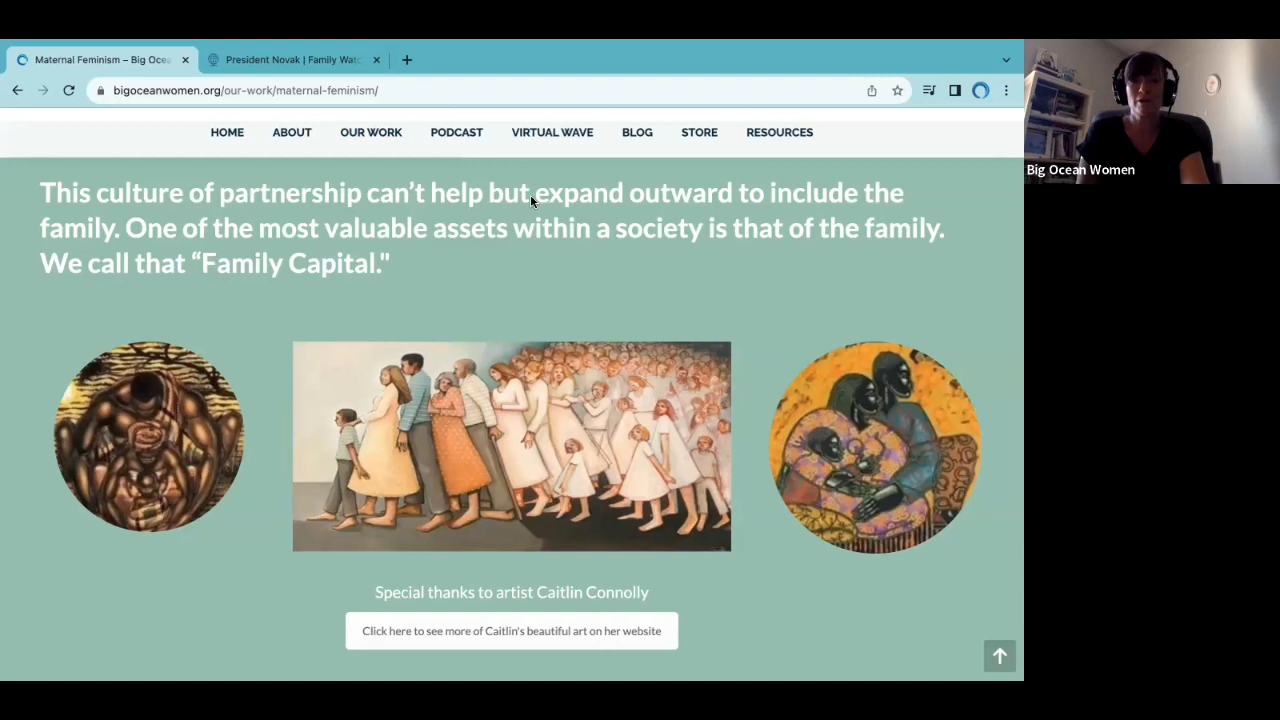 Maternal Feminism – Big Ocea
President Novak | Family Wat
bigoceanwomen.org/our-work/maternal-feminism/
HOME ABOUT OUR WORK PODCAST VIRTUAL WAVE BLOG STORE RESOURCES
This culture of partnership can’t help but expand outward to include the
family. One of the most valuable assets within a society is that of the family.
We call that “Family Capital."
Special thanks to artist Caitlin Connolly
Click here to see more of Caitlin's beautiful art on her website
Big Ocean Women